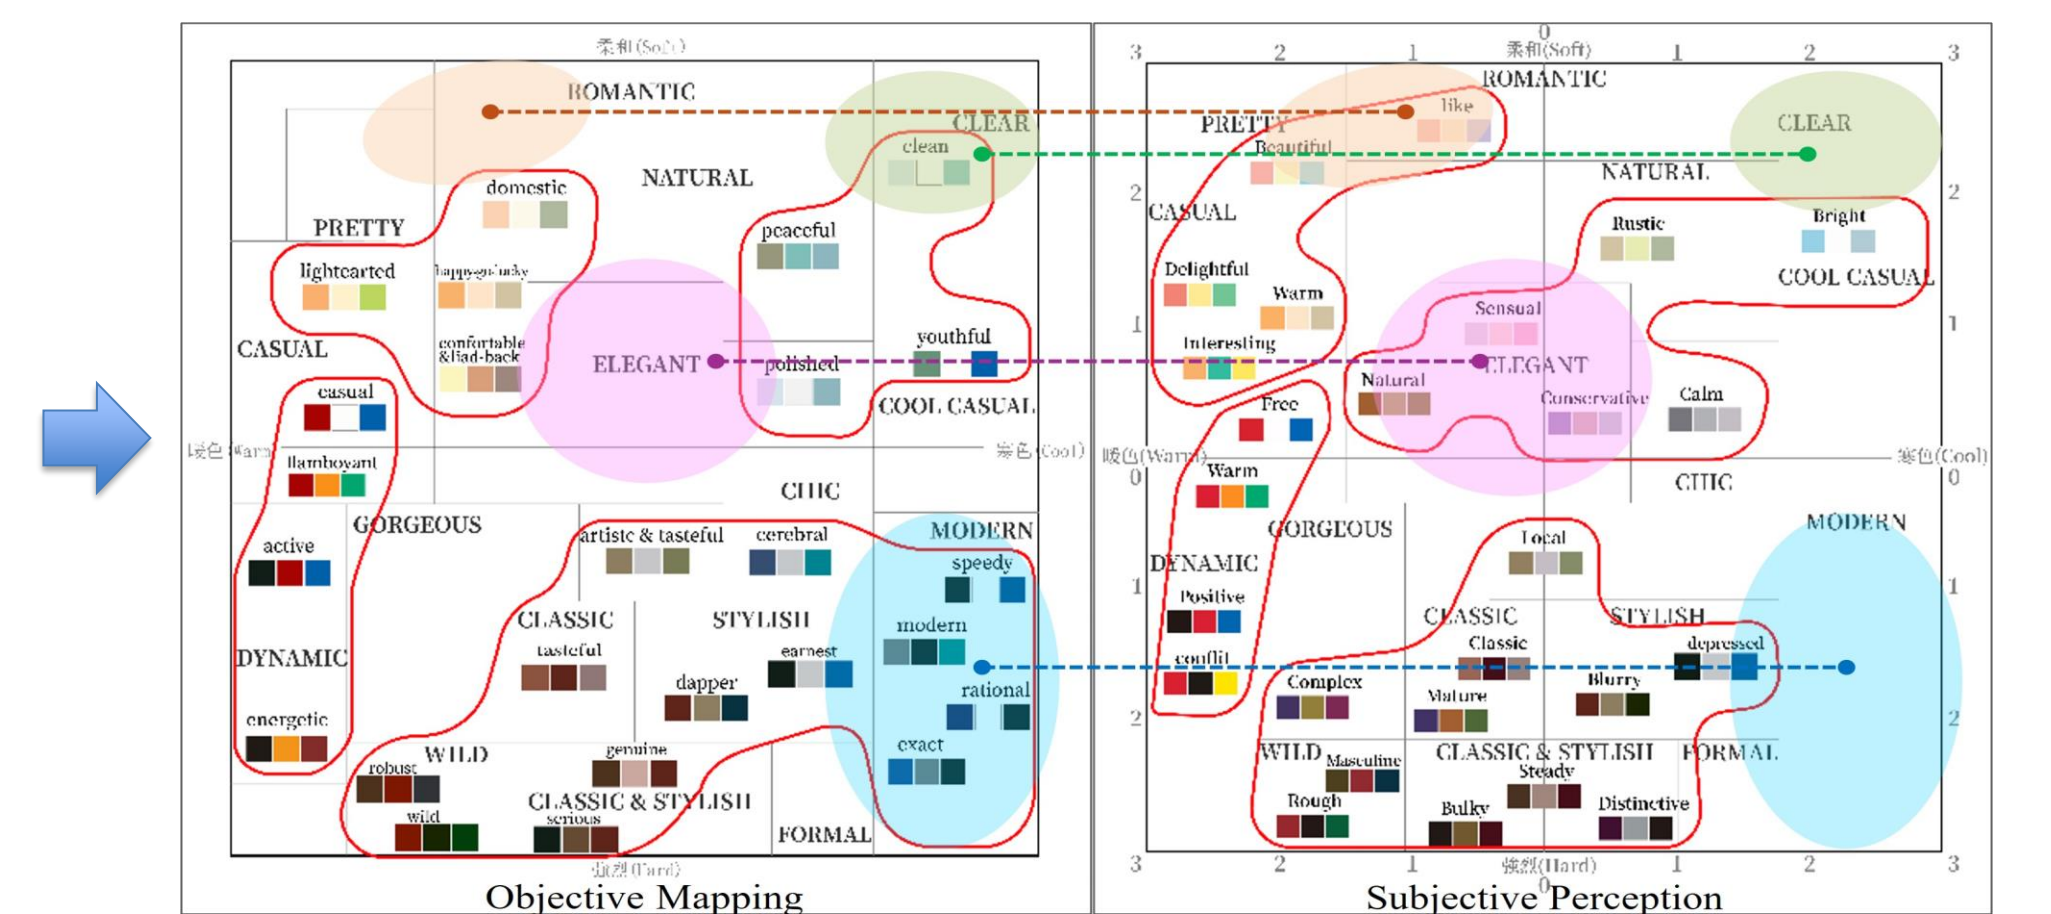 柔和(Soft)
ROMANTIC
CLEAR
clean
NATURAL
domestic
PRETTY
peaceful
lightearted
happy-go-lucky
youthful
confortable
&liad-back
CASUAL
ELEGANT
polished
casual
COOL CASUAL
暖色(Warm)
寒色(Cool)
flamboyant
CHIC
GORGEOUS
MODERN
artistc & tasteful
cerebral
active
speedy
CLASSIC
STYLISH
modern
tasteful
earnest
DYNAMIC
dapper
rational
energetic
exact
WILD
genuine
robust
CLASSIC & STYLISH
wild
serious
FORMAL
強烈(Hard)
Objective Mapping
3 2 1 0 1 2 3
柔和(Soft)
ROMANTIC
like
PRETTY
CLEAR
Beautiful
NATURAL
2
2
CASUAL
Rustic
Bright
Delightful
COOL CASUAL
Warm
Sensual
1
1
Interesting
ELEGANT
Natural
Conservative
Calm
Free
暖色(Warm)
寒色(Cool)
0
0
Warm
CHIC
GORGEOUS
MODERN
Local
DYNAMIC
1
1
Positive
CLASSIC
STYLISH
Classic
depressed
conflit
Complex
Blurry
Mature
2
2
WILD
CLASSIC & STYLISH
FORMAL
Masculine
Steady
Rough
Bulky
Distinctive
3 2 1 0 1 2 3
強烈(Hard)
Subjective Perception